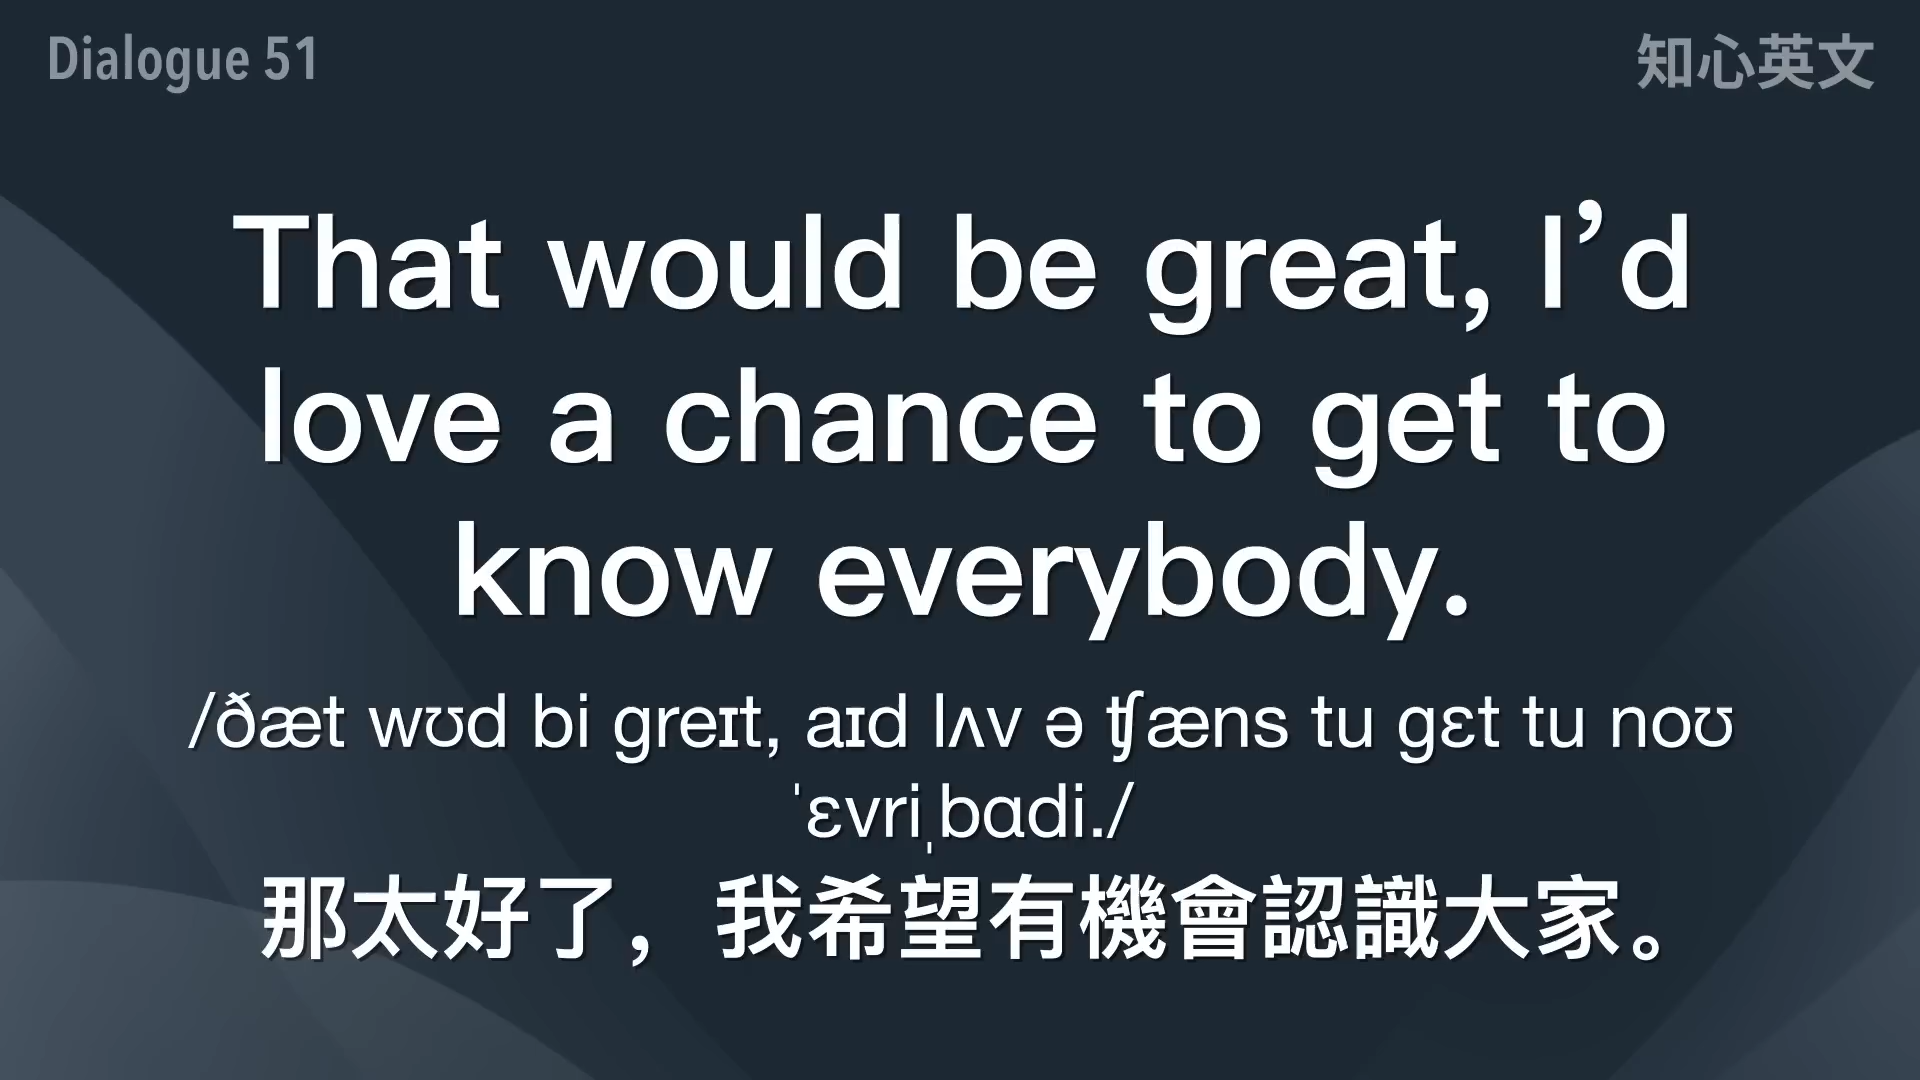 Dialogue 51
知心英文
That would be great, I’d
love a chance to get to
know everybody.
/ðæt wʊd bi greɪt, aɪd lʌv ə ʧæns tu gɛt tu noʊ
ˈɛvriˌbɑdi./
那太好了，我希望有機會認識大家。